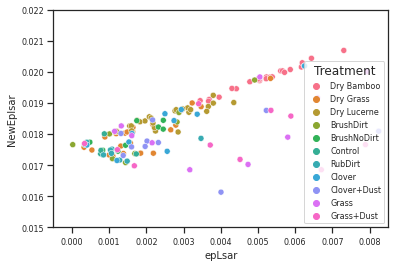 0.022
0.021
0.020
0.019
0.018
0.017
0.016
0.015
NewEplsar
0.000
0.001
0.002
0.003
0.004
0.005
0.006
0.007
0.008
epLsar
Treatment
Dry Bamboo
Dry Grass
Dry Lucerne
BrushDirt
BrushNoDirt
Control
RubDirt
Clover
Clover+Dust
Grass
Grass+Dust